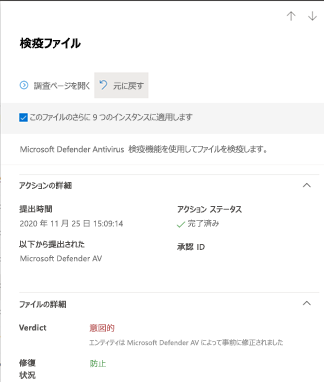 検疫ファイル
調査ページを開く 元に戻す
このファイルのさらに 9 つのインスタンスに適用します
Microsoft Defender Antivirus 検疫機能を使用してファイルを検疫します。
アクションの詳細
提出時間 アクション ステータス
2020 年 11 月 25 日 15:09:14 完了済み
以下から提出された 承認 ID
Microsoft Defender AV
ファイルの詳細
Verdict 意図的
エンティティは Microsoft Defender AV によって事前に修正されました
修復 防止
状況